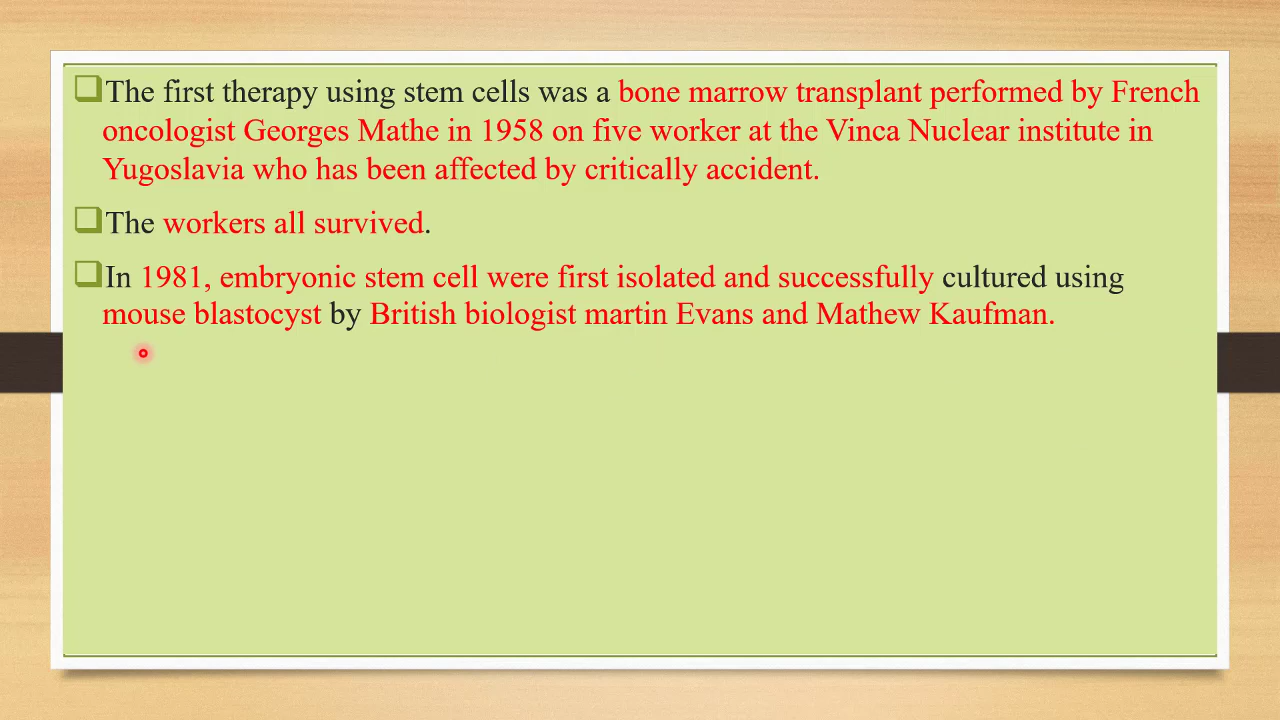 The first therapy using stem cells was a bone marrow transplant performed by French
oncologist Georges Mathe in 1958 on five worker at the Vinca Nuclear institute in
Yugoslavia who has been affected by critically accident.
The workers all survived.
In 1981, embryonic stem cell were first isolated and successfully cultured using
mouse blastocyst by British biologist martin Evans and Mathew Kaufman.